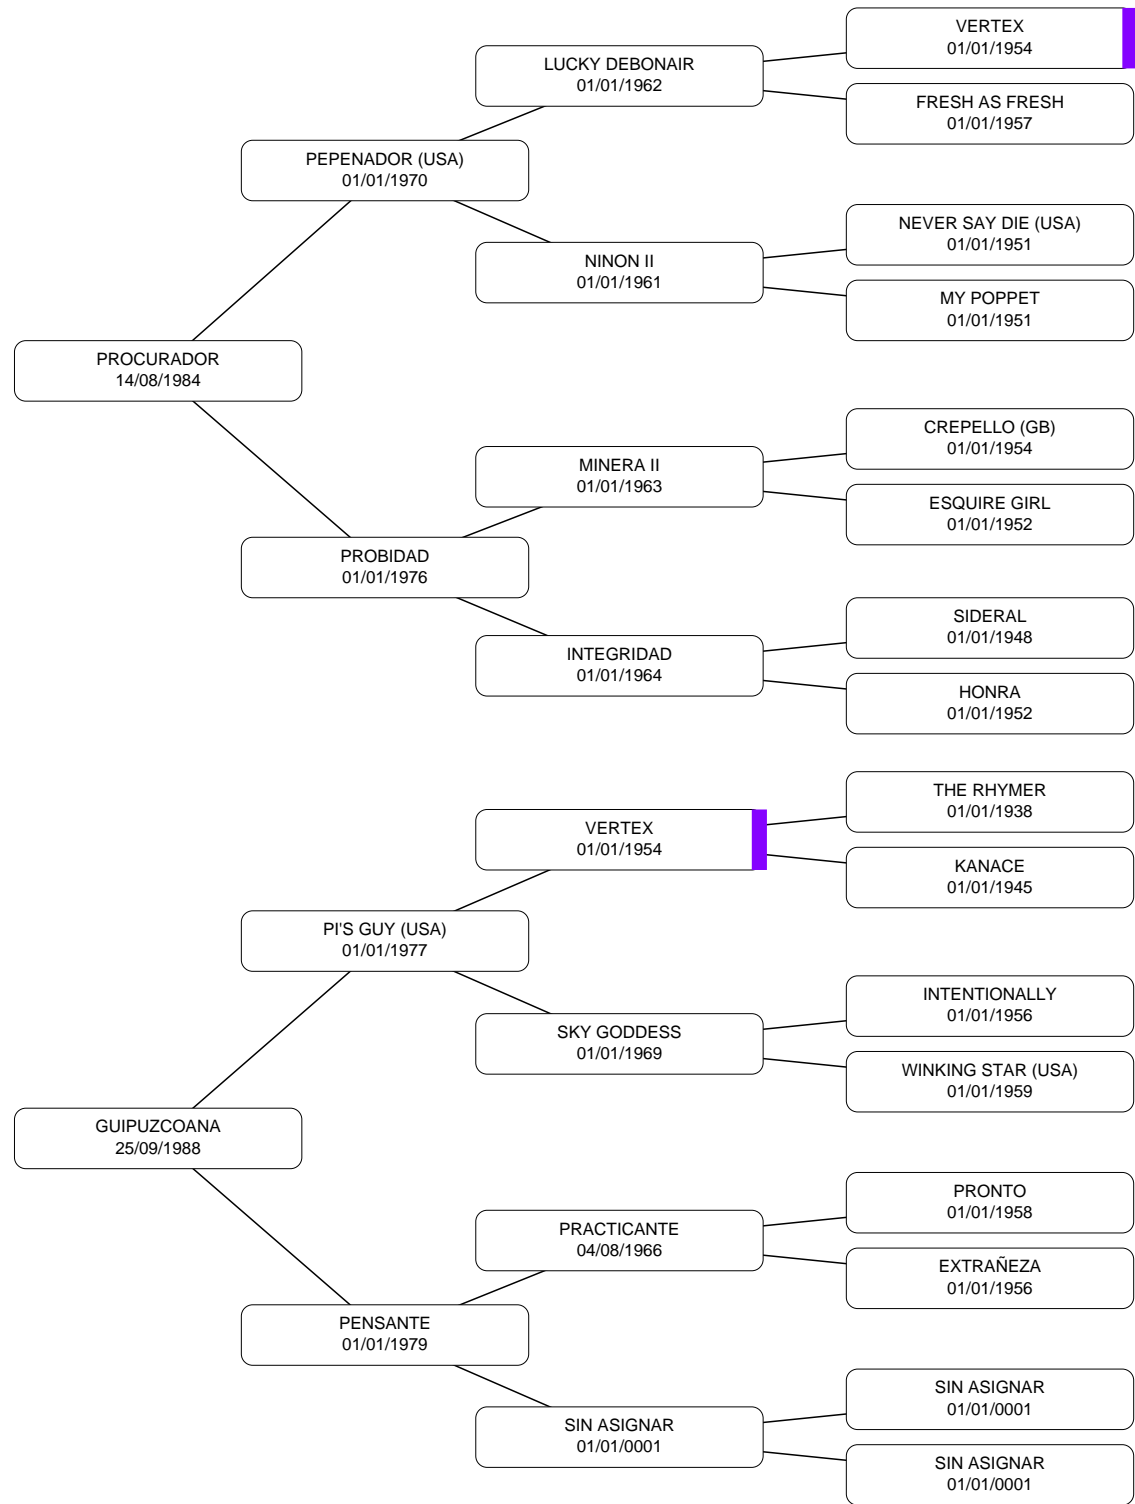 VERTEX
01/01/1954
LUCKY DEBONAIR
01/01/1962
FRESH AS FRESH
01/01/1957
PEPENADOR (USA)
01/01/1970
NEVER SAY DIE (USA)
01/01/1951
NINON II
01/01/1961
MY POPPET
01/01/1951
PROCURADOR
14/08/1984
CREPELLO (GB)
01/01/1954
MINERA II
01/01/1963
ESQUIRE GIRL
01/01/1952
PROBIDAD
01/01/1976
SIDERAL
01/01/1948
INTEGRIDAD
01/01/1964
HONRA
01/01/1952
THE RHYMER
01/01/1938
VERTEX
01/01/1954
KANACE
01/01/1945
PI'S GUY (USA)
01/01/1977
INTENTIONALLY
01/01/1956
SKY GODDESS
01/01/1969
WINKING STAR (USA)
01/01/1959
GUIPUZCOANA
25/09/1988
PRONTO
01/01/1958
PRACTICANTE
04/08/1966
EXTRAÑEZA
01/01/1956
PENSANTE
01/01/1979
SIN ASIGNAR
01/01/0001
SIN ASIGNAR
01/01/0001
SIN ASIGNAR
01/01/0001